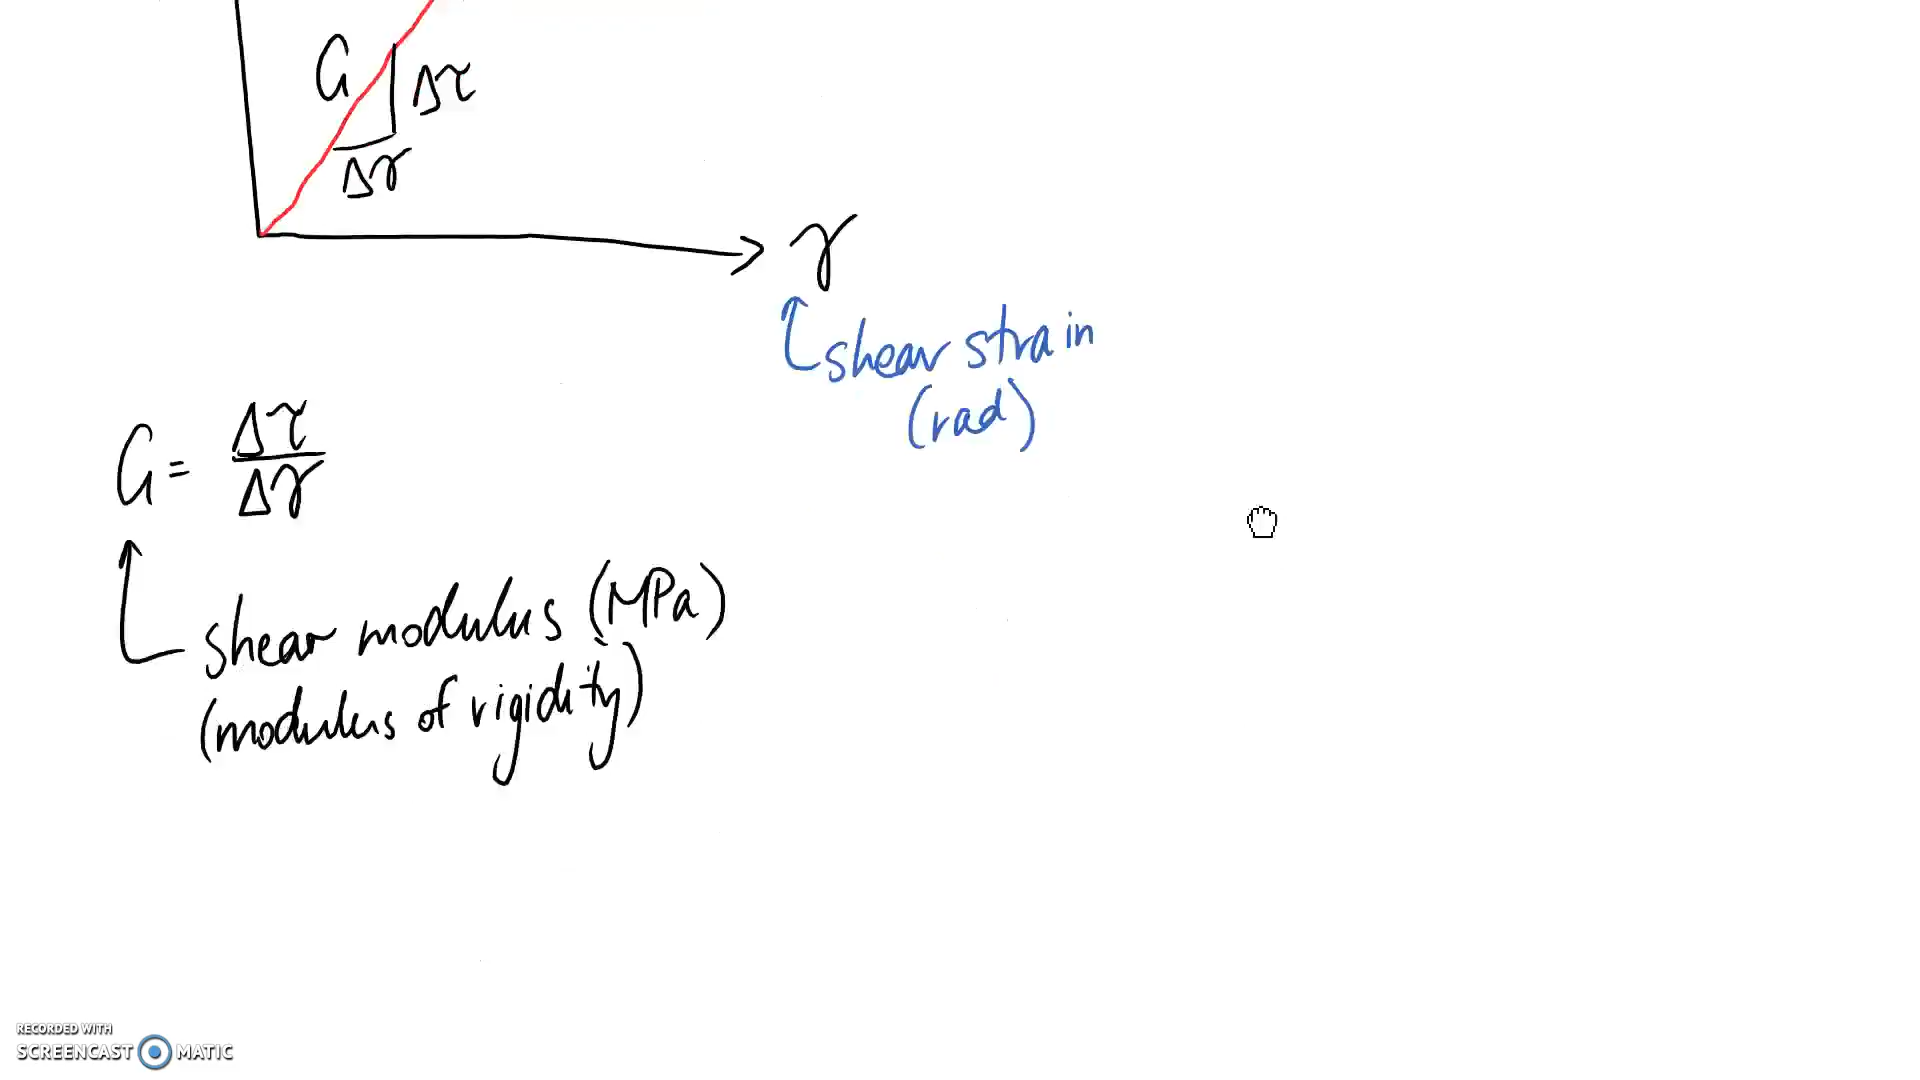 G
Δτ
Δγ
γ
shear strain
(rad)
G = Δτ/Δγ
shear modulus (MPa)
(modulus of rigidity)
RECORDED WITH
SCREENCAST MATIC